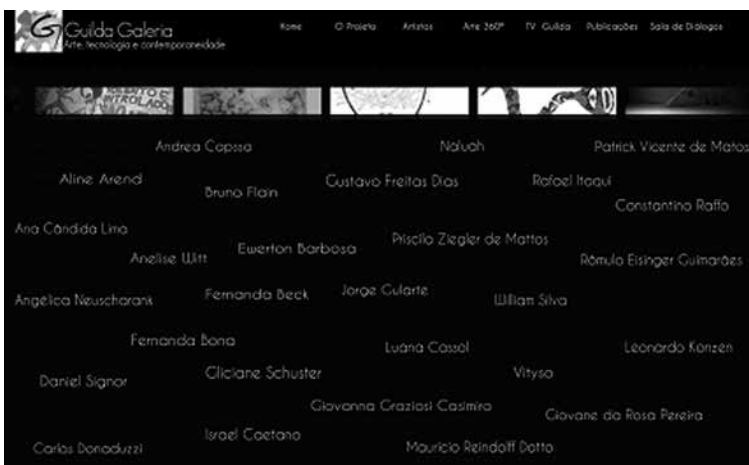 Guilda Galeria
Arte, tecnologia e contemporaneidade
Home O Projeto Artistas Arte 360º TV Guilda Publicações Sala de Diálogos
Andrea Capssa Naluah Patrick Vicente de Matos
Aline Arend Bruno Flain Gustavo Freitas Dias Rafael Itaqui
Constantino Raffo
Ana Cândida Lima
Anelise Witt Ewerton Barbosa Priscila Ziegler de Mattos Rômulo Eisinger Guimarães
Angélica Neuscharank Fernanda Beck Jorge Gularte William Silva
Fernanda Bona Luana Cassol Leonardo Konzen
Daniel Signor Gliciane Schuster Vityso
Giovanna Graziosi Casimiro Giovane da Rosa Pereira
Carlos Donaduzzi Israel Caetano Mauricio Reindolff Dotto